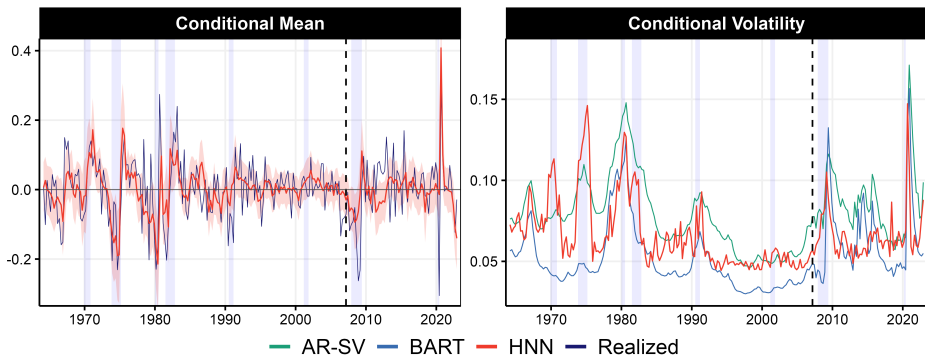 Conditional Mean
0.4
0.2
0.0
-0.2
1970 1980 1990 2000 2010 2020
Conditional Volatility
0.15
0.10
0.05
1970 1980 1990 2000 2010 2020
AR-SV BART HNN Realized